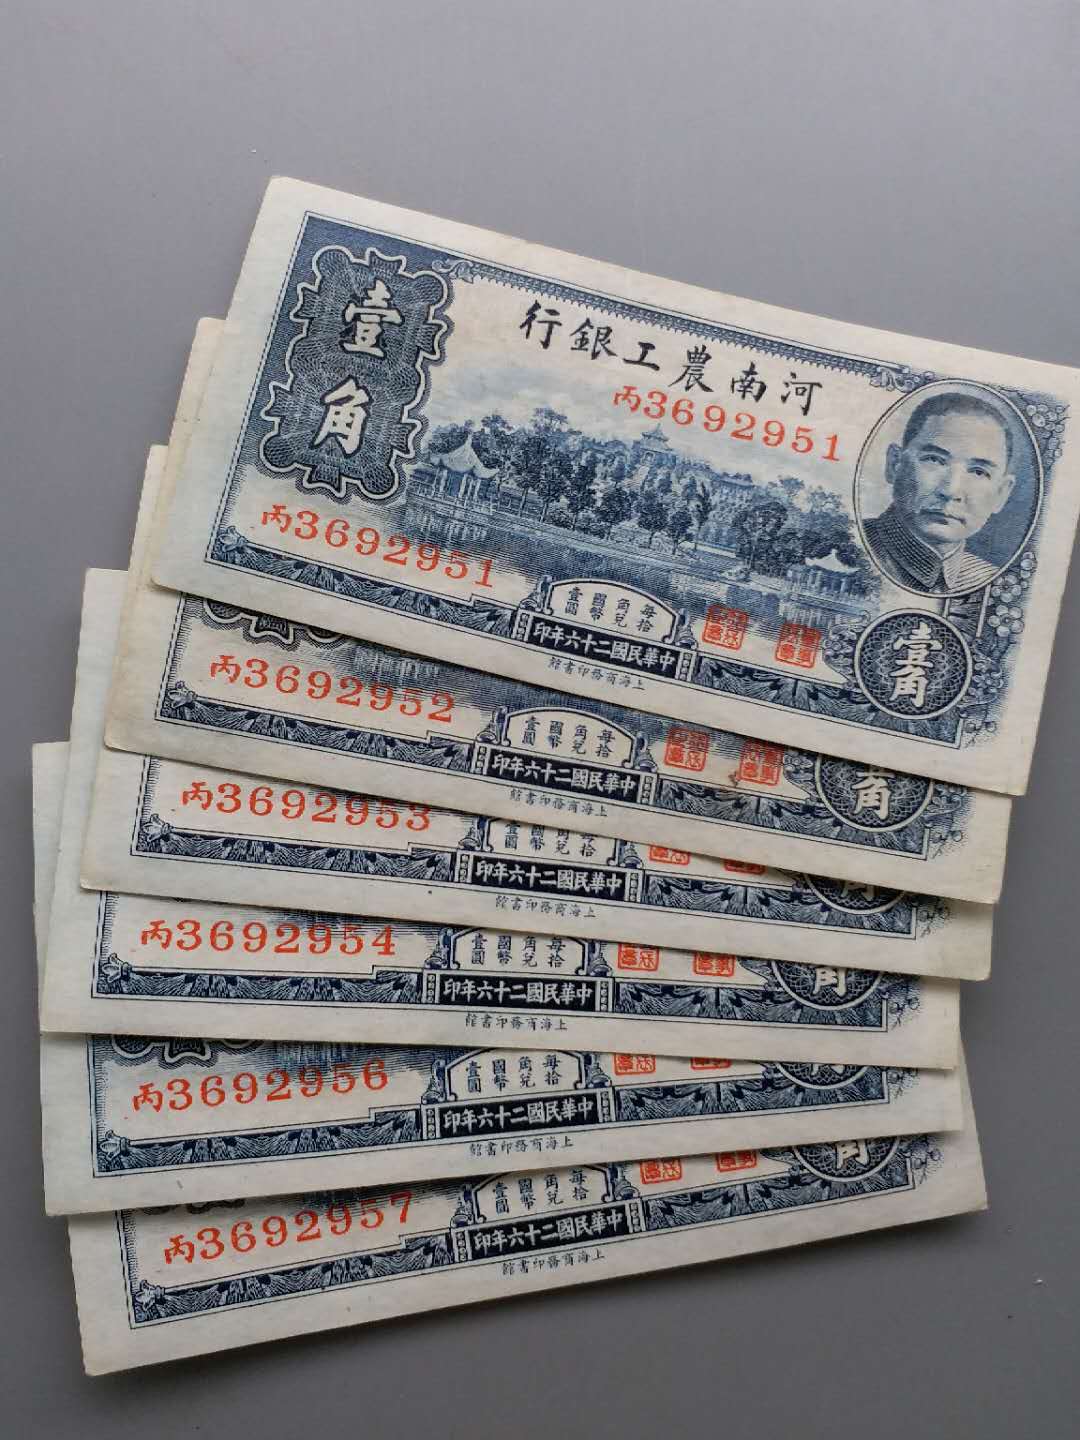 河南農工銀行
壹角
丙3692951
丙3692951
每拾角兌國幣壹圓
中華民國二十六年印
上海商務印書館
壹角
丙3692952
每拾角兌國幣壹圓
中華民國二十六年印
上海商務印書館
角
丙3692953
每拾角兌國幣壹圓
中華民國二十六年印
上海商務印書館
角
丙3692954
每拾角兌國幣壹圓
中華民國二十六年印
上海商務印書館
角
丙3692956
每拾角兌國幣壹圓
中華民國二十六年印
上海商務印書館
丙3692957
每拾角兌國幣壹圓
中華民國二十六年印
上海商務印書館
角